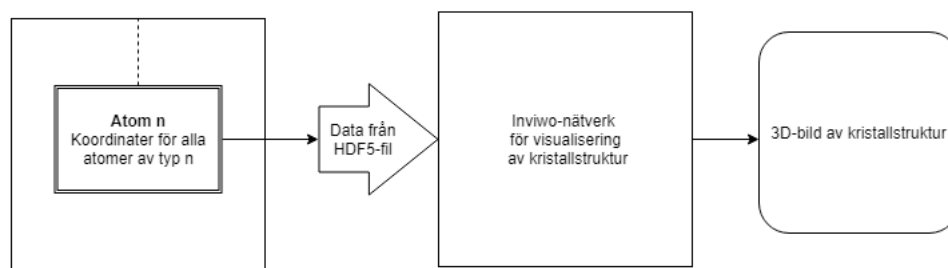 Atom n
Koordinater för alla
atomer av typ n
Data från
HDF5-fil
Inviwo-nätverk
för visualisering
av kristallstruktur
3D-bild av kristallstruktur